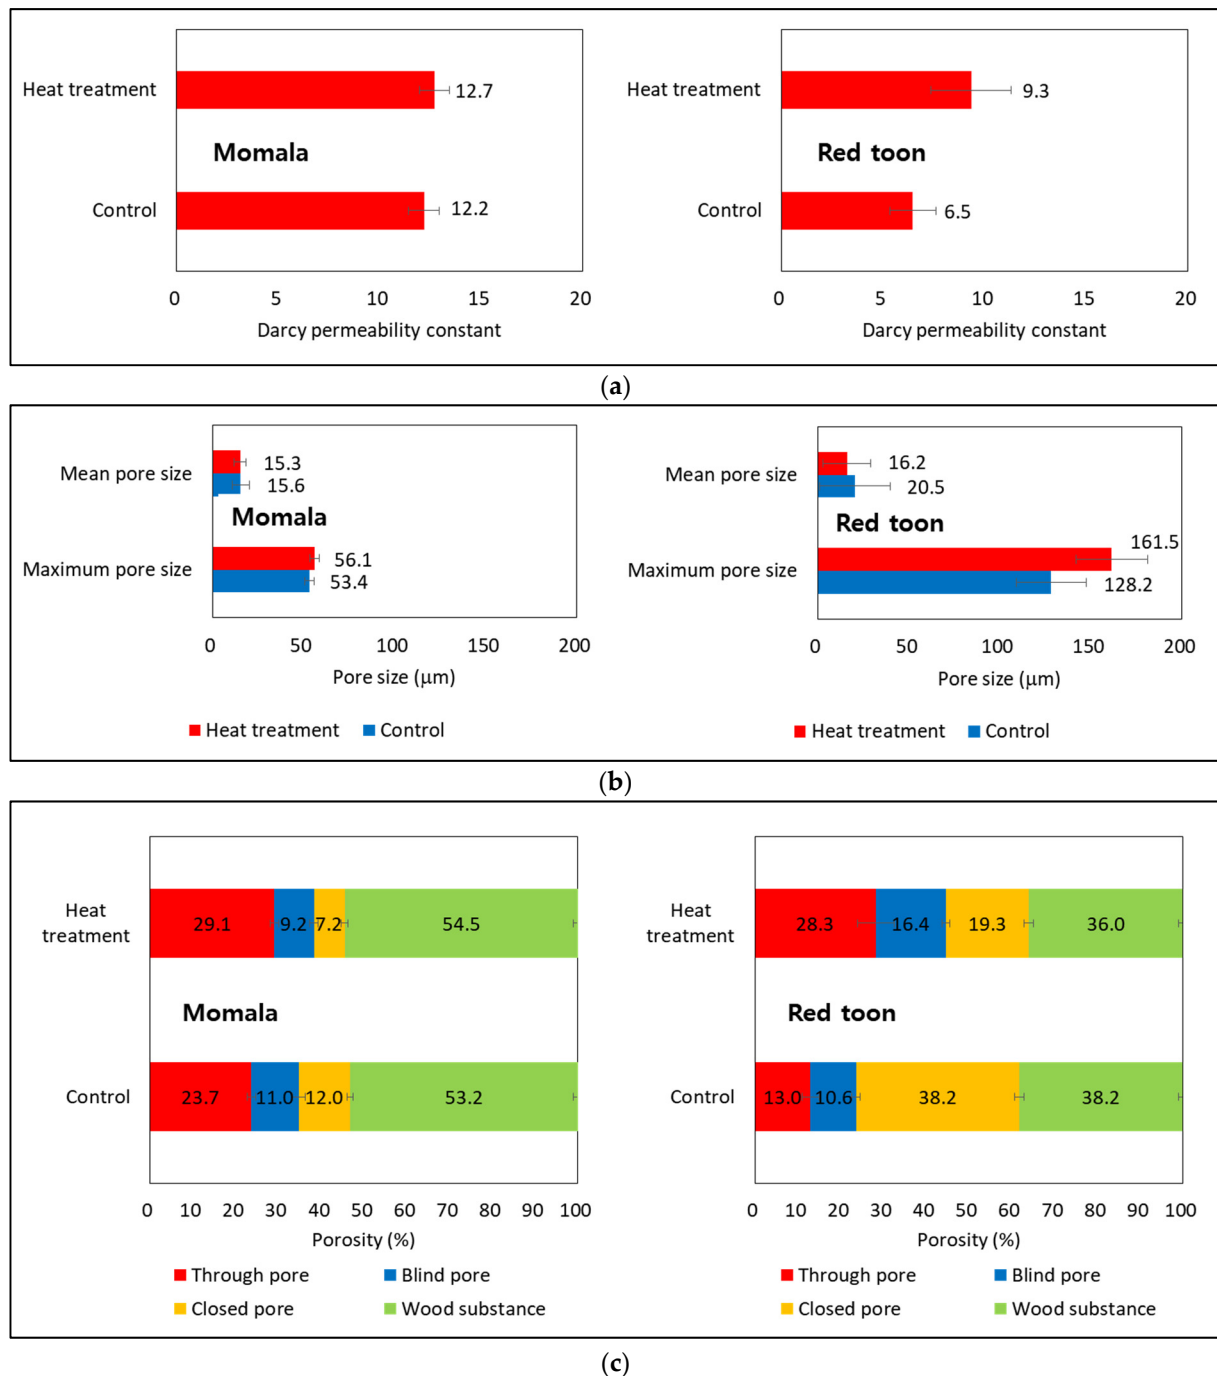 Heat treatment
12.7
Momala
Control
12.2
0 5 10 15 20
Darcy permeability constant
Heat treatment
9.3
Red toon
Control
6.5
0 5 10 15 20
Darcy permeability constant
(a)
Mean pore size
15.3
15.6
Momala
Maximum pore size
56.1
53.4
0 50 100 150 200
Pore size (μm)
Heat treatment Control
Mean pore size
16.2
20.5
Red toon
Maximum pore size
161.5
128.2
0 50 100 150 200
Pore size (μm)
Heat treatment Control
(b)
Heat
treatment
29.1 9.2 7.2 54.5
Momala
Control
23.7 11.0 12.0 53.2
0 10 20 30 40 50 60 70 80 90 100
Porosity (%)
Through pore Blind pore
Closed pore Wood substance
Heat
treatment
28.3 16.4 19.3 36.0
Red toon
Control
13.0 10.6 38.2 38.2
0 10 20 30 40 50 60 70 80 90 100
Porosity (%)
Through pore Blind pore
Closed pore Wood substance
(c)